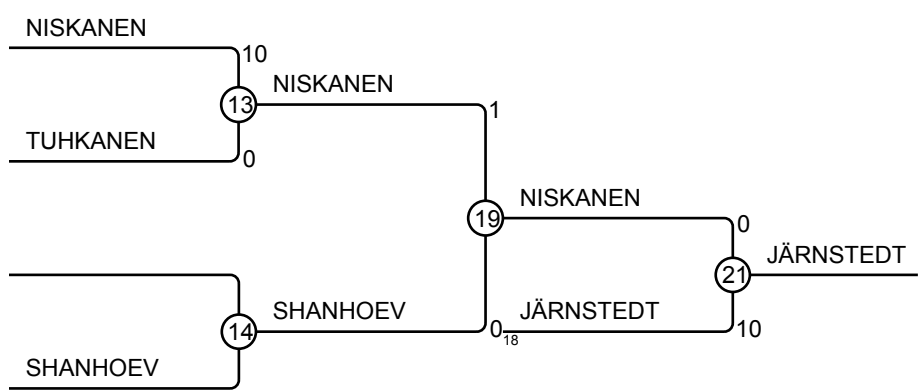 NISKANEN
10
13
NISKANEN
1
TUHKANEN
0
19
NISKANEN
0
21
JÄRNSTEDT
14
SHANHOEV
0
18
JÄRNSTEDT
10
SHANHOEV